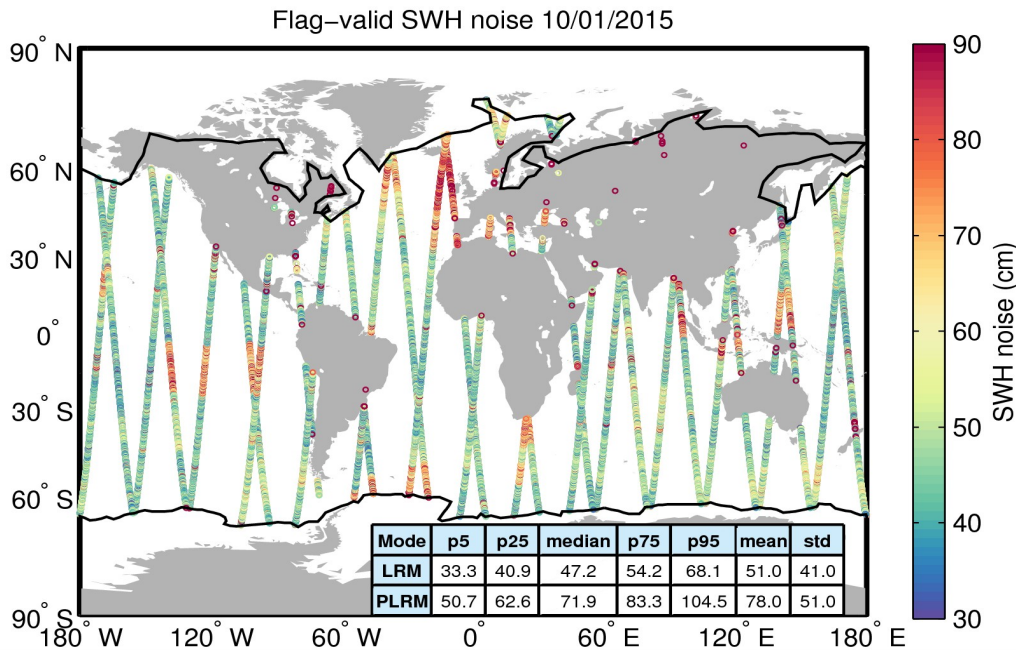 Flag−valid SWH noise 10/01/2015
90° N
60° N
30° N
0°
30° S
60° S
90° S
180° W
120° W
60° W
0°
60° E
120° E
180° E
Mode p5 p25 median p75 p95 mean std
LRM 33.3 40.9 47.2 54.2 68.1 51.0 41.0
PLRM 50.7 62.6 71.9 83.3 104.5 78.0 51.0
90
80
70
60
50
40
30
SWH noise (cm)